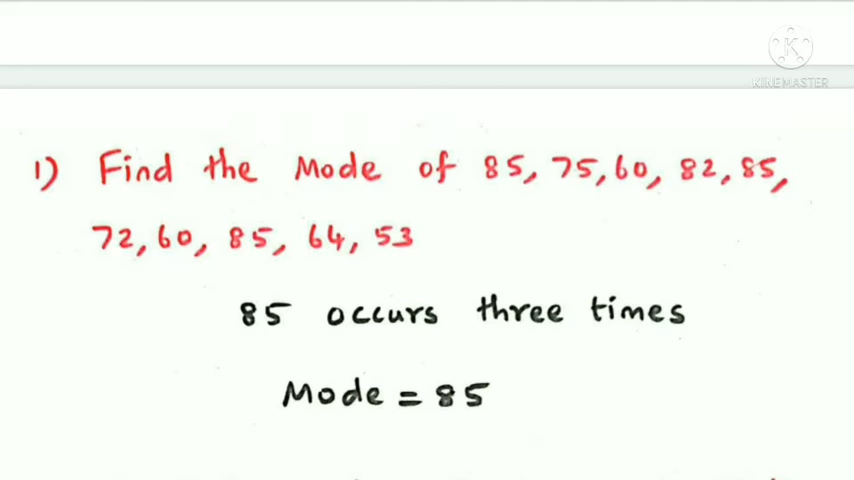 KINEMASTER
1) Find the Mode of 85, 75, 60, 82, 85,
72, 60, 85, 64, 53
85 occurs three times
Mode = 85